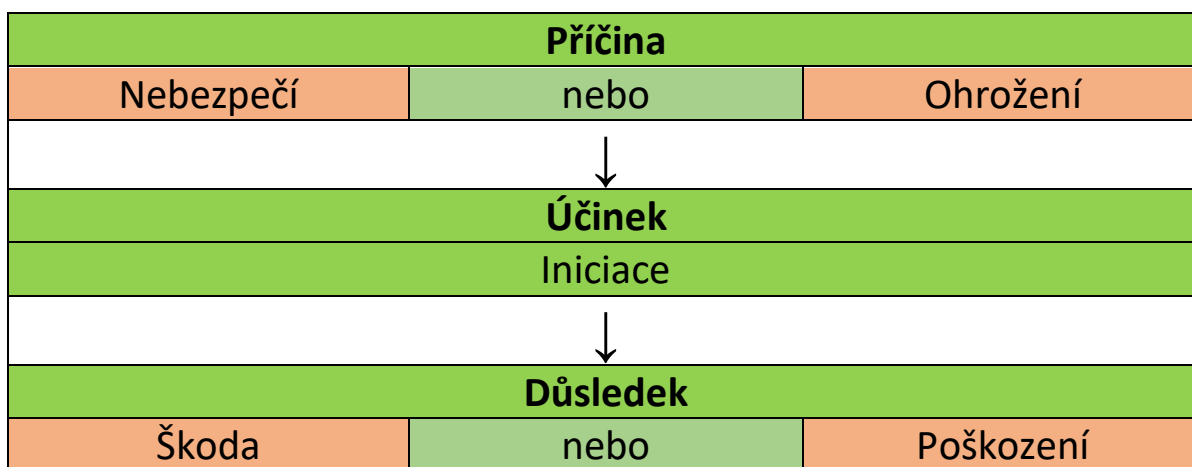 Příčina
Nebezpečí nebo Ohrožení
↓
Účinek
Iniciace
↓
Důsledek
Škoda nebo Poškození